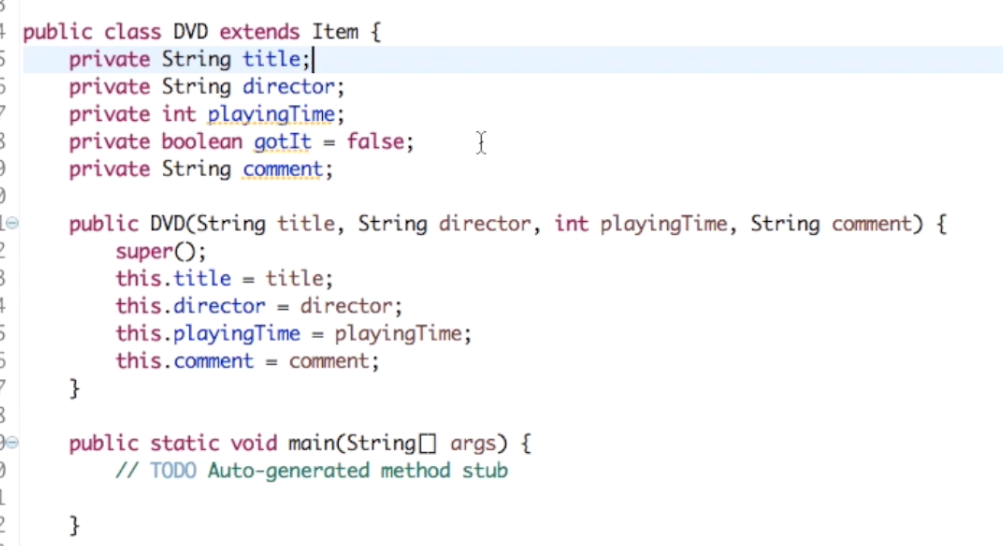 public class DVD extends Item {
private String title;
private String director;
private int playingTime;
private boolean gotIt = false;
private String comment;
public DVD(String title, String director, int playingTime, String comment) {
super();
this.title = title;
this.director = director;
this.playingTime = playingTime;
this.comment = comment;
}
public static void main(String[] args) {
// TODO Auto-generated method stub
}